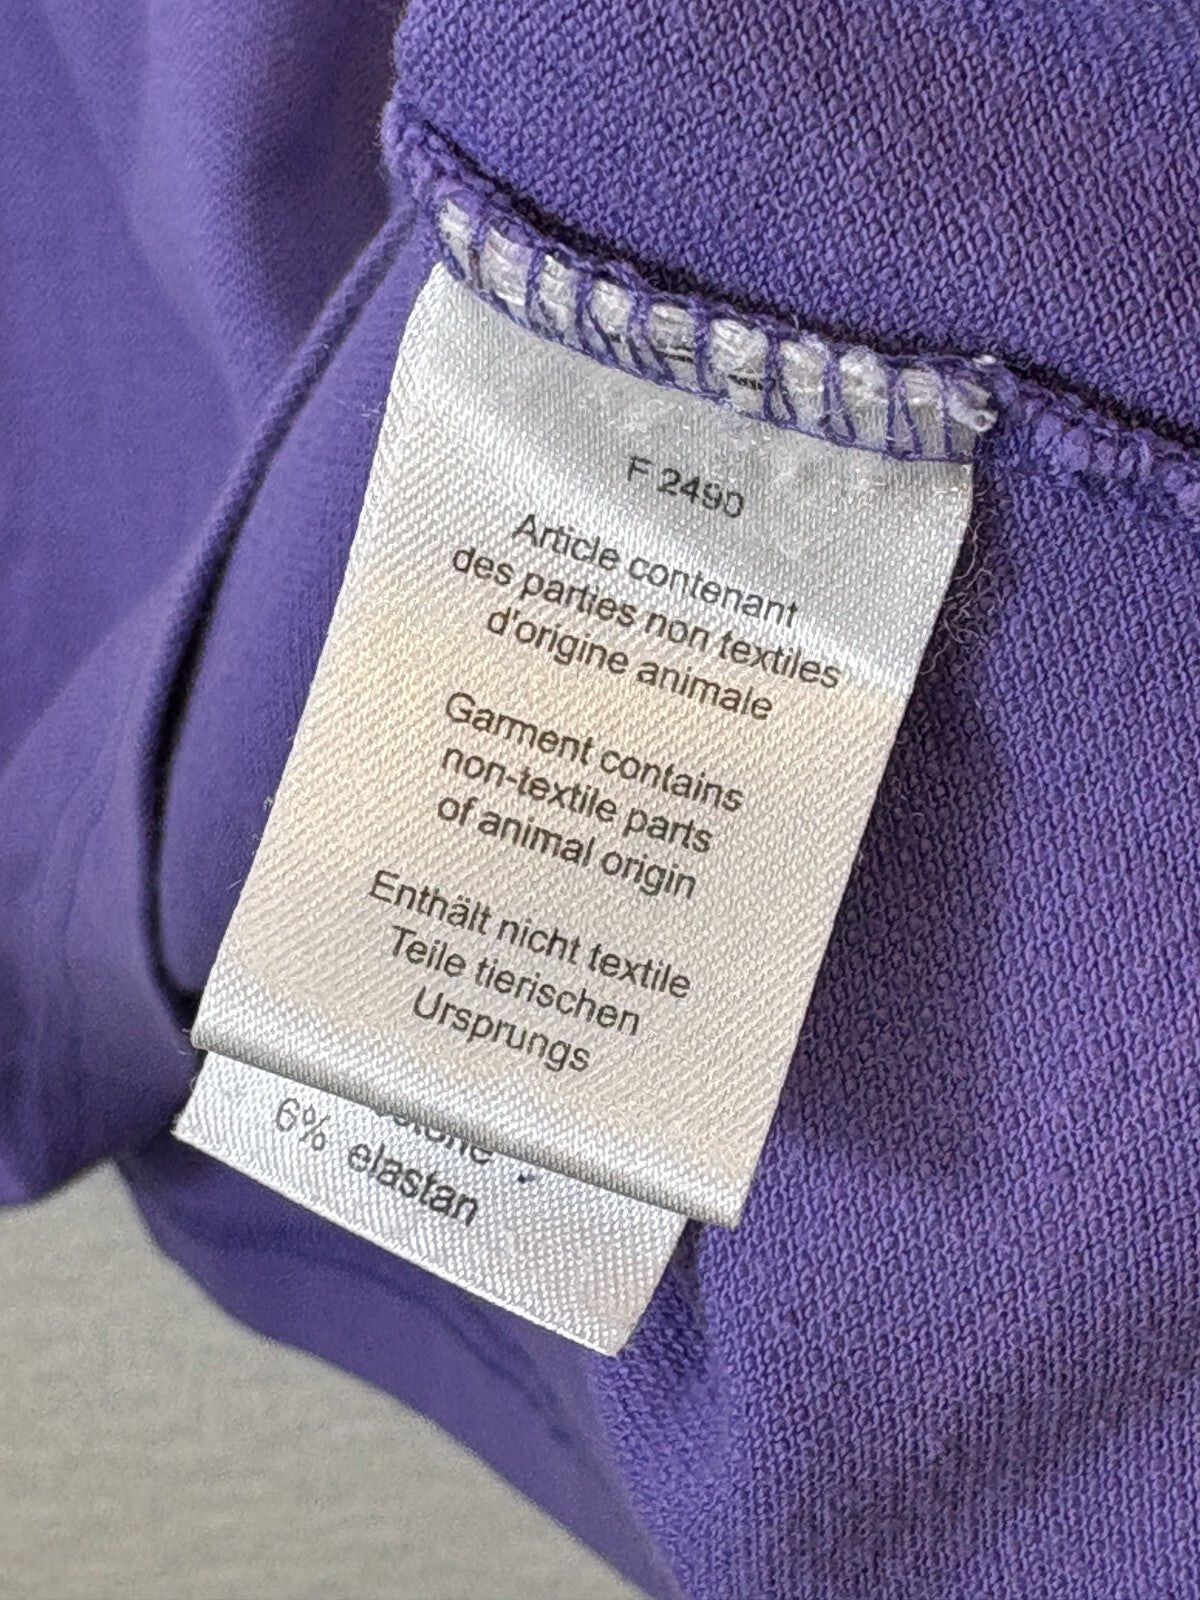 F 2490
Article contenant
des parties non textiles
d'origine animale
Garment contains
non-textile parts
of animal origin
Enthält nicht textile
Teile tierischen
Ursprungs
6% elastan